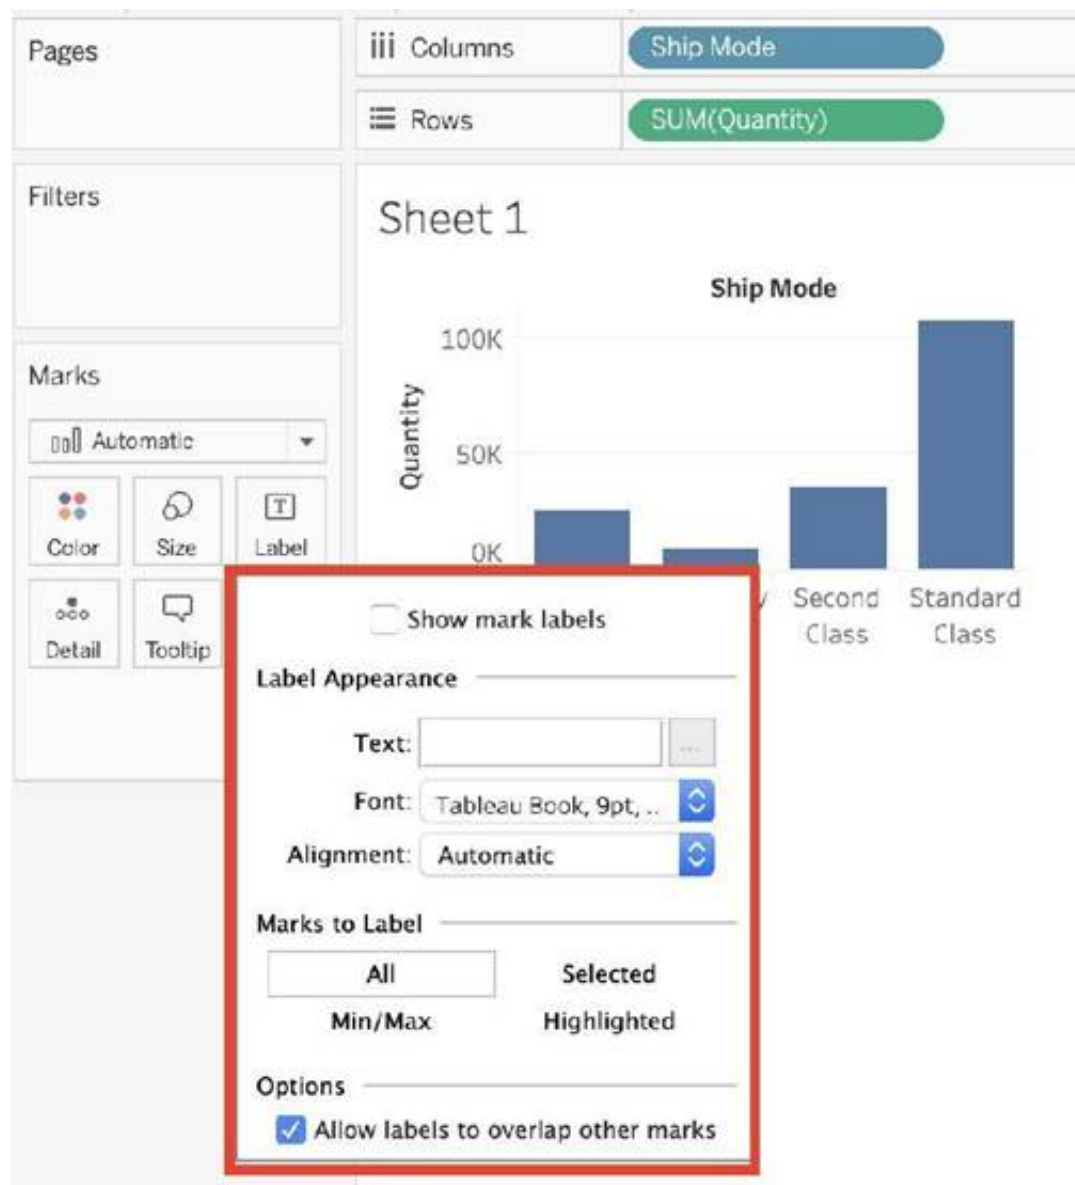 Pages
iii Columns
Ship Mode
Rows
SUM(Quantity)
Filters
Sheet 1
Ship Mode
100K
50K
0K
Quantity
Second
Class
Standard
Class
Marks
Automatic
Color
Size
T
Label
Detail
Tooltip
Show mark labels
Label Appearance
Text:
...
Font:
Tableau Book, 9pt, ..
Alignment:
Automatic
Marks to Label
All
Selected
Min/Max
Highlighted
Options
Allow labels to overlap other marks